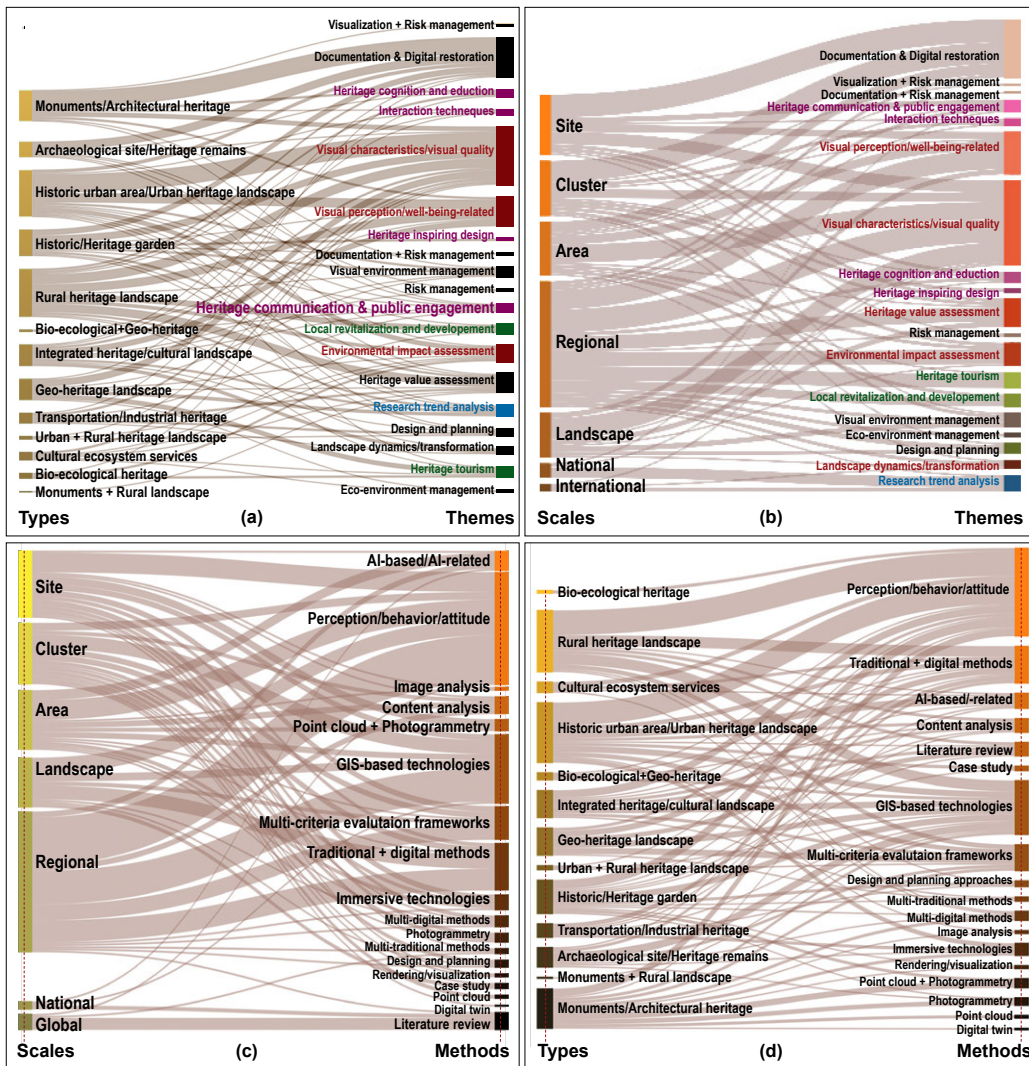 Visualization + Risk management
Documentation & Digital restoration
Heritage cognition and eduction
Interaction techniques
Visual characteristics/visual quality
Visual perception/well-being-related
Heritage inspiring design
Documentation + Risk management
Visual environment management
Risk management
Heritage communication & public engagement
Local revitalization and developement
Environmental impact assessment
Heritage value assessment
Research trend analysis
Design and planning
Landscape dynamics/transformation
Heritage tourism
Eco-environment management
Monuments/Architectural heritage
Archaeological site/Heritage remains
Historic urban area/Urban heritage landscape
Historic/Heritage garden
Rural heritage landscape
Bio-ecological+Geo-heritage
Integrated heritage/cultural landscape
Geo-heritage landscape
Transportation/Industrial heritage
Urban + Rural heritage landscape
Cultural ecosystem services
Bio-ecological heritage
Monuments + Rural landscape
Types (a) Themes
Site
Cluster
Area
Regional
Landscape
National
International
Documentation & Digital restoration
Visualization + Risk management
Documentation + Risk management
Heritage communication & public engagement
Interaction techniques
Visual perception/well-being-related
Visual characteristics/visual quality
Heritage cognition and eduction
Heritage inspiring design
Heritage value assessment
Risk management
Environmental impact assessment
Heritage tourism
Local revitalization and developement
Visual environment management
Eco-environment management
Design and planning
Landscape dynamics/transformation
Research trend analysis
Scales (b) Themes
Site
Cluster
Area
Landscape
Regional
National
Global
AI-based/AI-related
Perception/behavior/attitude
Image analysis
Content analysis
Point cloud + Photogrammetry
GIS-based technologies
Multi-criteria evalutaion frameworks
Traditional + digital methods
Immersive technologies
Multi-digital methods
Photogrammetry
Multi-traditional methods
Design and planning
Rendering/visualization
Case study
Point cloud
Digital twin
Literature review
Scales (c) Methods
Bio-ecological heritage
Rural heritage landscape
Cultural ecosystem services
Historic urban area/Urban heritage landscape
Bio-ecological+Geo-heritage
Integrated heritage/cultural landscape
Geo-heritage landscape
Urban + Rural heritage landscape
Historic/Heritage garden
Transportation/Industrial heritage
Archaeological site/Heritage remains
Monuments + Rural landscape
Monuments/Architectural heritage
Perception/behavior/attitude
Traditional + digital methods
AI-based/-related
Content analysis
Literature review
Case study
GIS-based technologies
Multi-criteria evalutaion frameworks
Design and planning approaches
Multi-traditional methods
Multi-digital methods
Image analysis
Immersive technologies
Rendering/visualization
Point cloud + Photogrammetry
Photogrammetry
Point cloud
Digital twin
Types (d) Methods